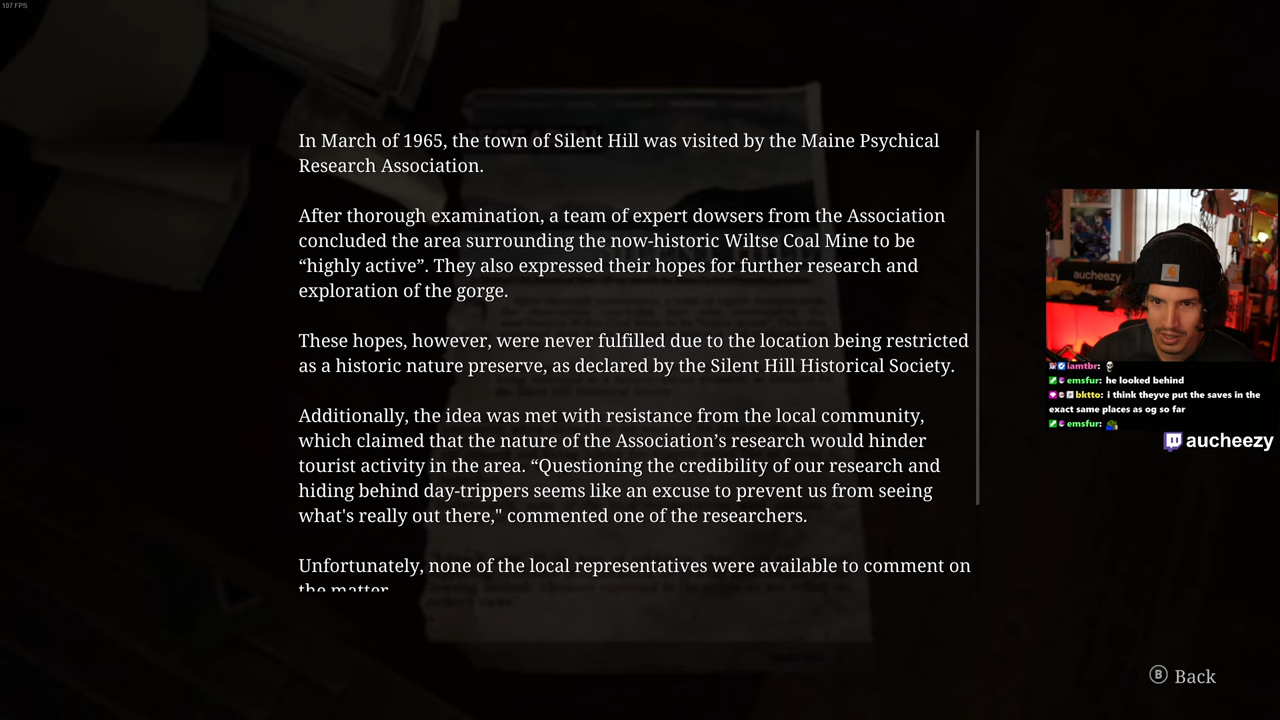 107 FPS
In March of 1965, the town of Silent Hill was visited by the Maine Psychical
Research Association.
After thorough examination, a team of expert dowsers from the Association
concluded the area surrounding the now-historic Wiltse Coal Mine to be
“highly active”. They also expressed their hopes for further research and
exploration of the gorge.
These hopes, however, were never fulfilled due to the location being restricted
as a historic nature preserve, as declared by the Silent Hill Historical Society.
Additionally, the idea was met with resistance from the local community,
which claimed that the nature of the Association’s research would hinder
tourist activity in the area. “Questioning the credibility of our research and
hiding behind day-trippers seems like an excuse to prevent us from seeing
what's really out there," commented one of the researchers.
Unfortunately, none of the local representatives were available to comment on
the matter.
aucheezy
carhartt
iamtbr:
emsfur: he looked behind
bktto: i think theyve put the saves in the
exact same places as og so far
emsfur:
aucheezy
B Back